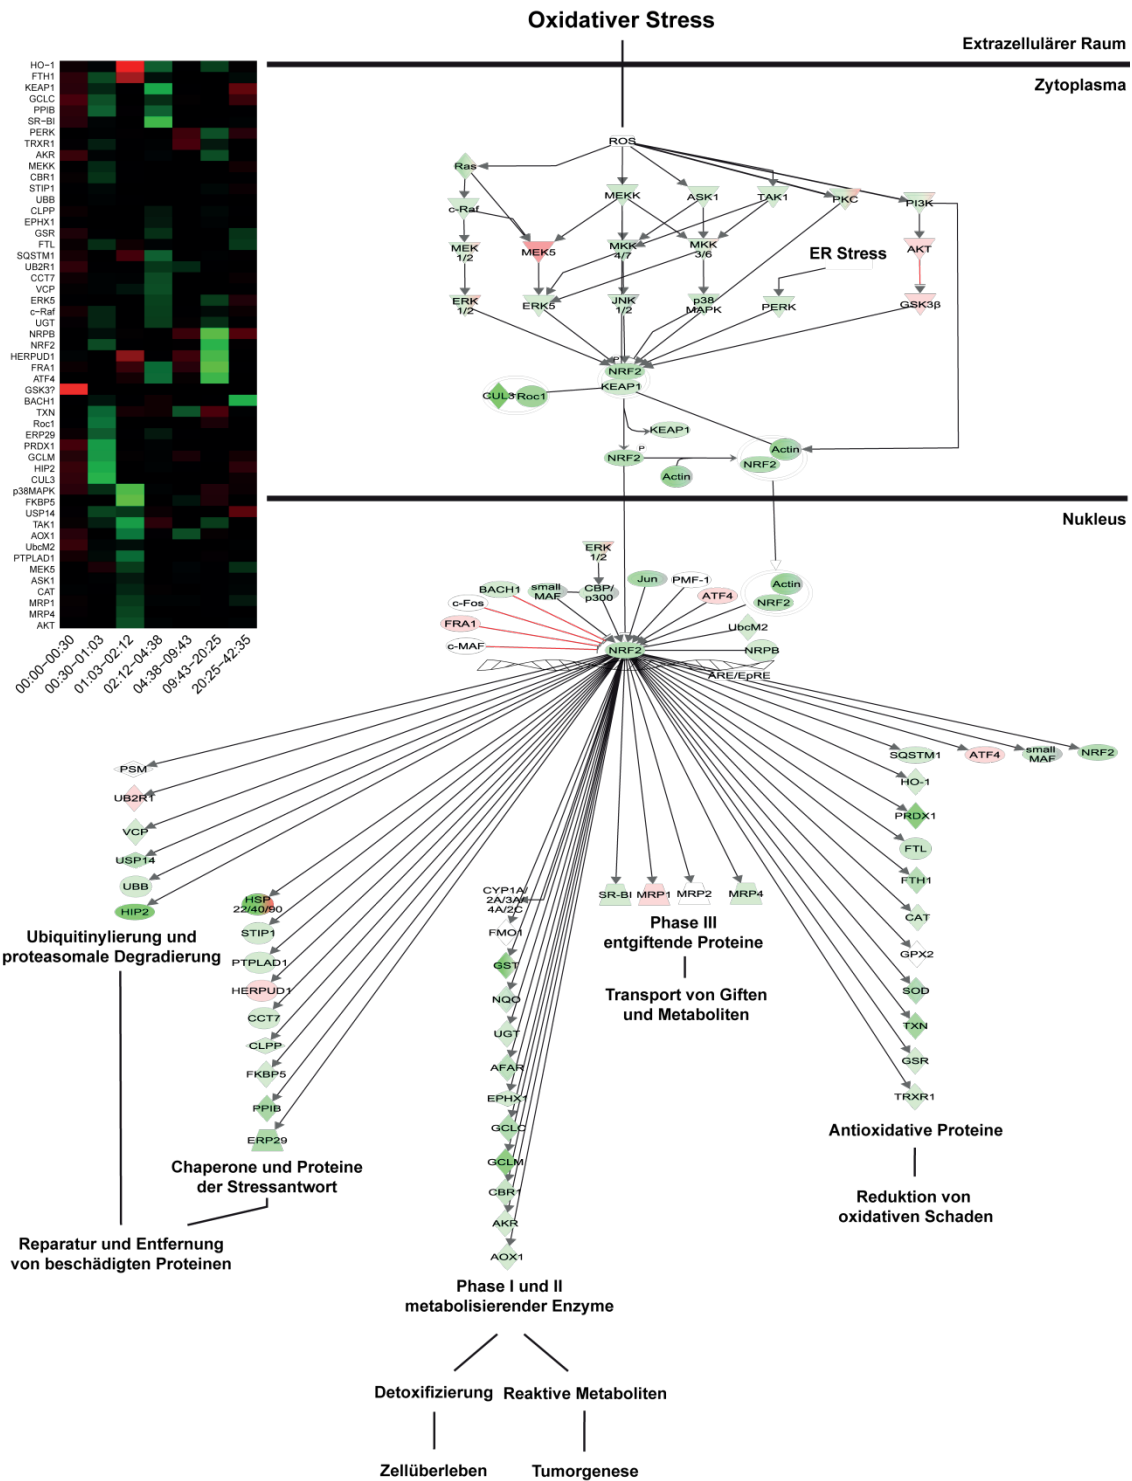 Oxidativer Stress
Extrazellulärer Raum
Zytoplasma
HO−1
FTH1
KEAP1
GCLC
PPIB
SR−BI
PERK
TRXR1
AKR
MEKK
CBR1
STIP1
UBB
CLPP
EPHX1
GSR
FTL
SQSTM1
UB2R1
CCT7
VCP
ERK5
c−Raf
UGT
NRPB
NRF2
HERPUD1
FRA1
ATF4
GSK3?
BACH1
TXN
Roc1
ERP29
PRDX1
GCLM
HIP2
CUL3
p38MAPK
FKBP5
USP14
TAK1
AOX1
UbcM2
PTPLAD1
MEK5
ASK1
CAT
MRP1
MRP4
AKT
00:00−00:30
00:30−01:03
01:03−02:12
02:12−04:38
04:38−09:43
09:43−20:25
20:25−42:35
ROS
Ras
MEKK
ASK1
TAK1
PKC
PI3K
c-Raf
MEK
1/2
MEK5
MKK
4/7
MKK
3/6
ER Stress
AKT
ERK
1/2
ERK5
JNK
1/2
p38
MAPK
PERK
GSK3β
P
NRF2
KEAP1
CUL3
Roc1
KEAP1
P
NRF2
Actin
Actin
NRF2
Nukleus
ERK
1/2
BACH1
small
MAF
CBP/
p300
Jun
PMF-1
ATF4
Actin
NRF2
c-Fos
FRA1
c-MAF
UbcM2
NRF2
NRPB
ARE/EpRE
PSM
UB2R1
VCP
USP14
UBB
HIP2
Ubiquitinylierung und
proteasomale Degradierung
HSP
22/40/90
STIP1
PTPLAD1
HERPUD1
CCT7
CLPP
FKBP5
PPIB
ERP29
Chaperone und Proteine
der Stressantwort
Reparatur und Entfernung
von beschädigten Proteinen
CYP1A/
2A/3A/
4A/2C
FMO1
GST
NQO
UGT
AFAR
EPHX1
GCLC
GCLM
CBR1
AKR
AOX1
Phase I und II
metabolisierender Enzyme
Detoxifizierung
Reaktive Metaboliten
Zellüberleben
Tumorgenese
SR-BI
MRP1
MRP2
MRP4
Phase III
entgiftende Proteine
Transport von Giften
und Metaboliten
SQSTM1
ATF4
small
MAF
NRF2
HO-1
PRDX1
FTL
FTH1
CAT
GPX2
SOD
TXN
GSR
TRXR1
Antioxidative Proteine
Reduktion von
oxidativen Schaden